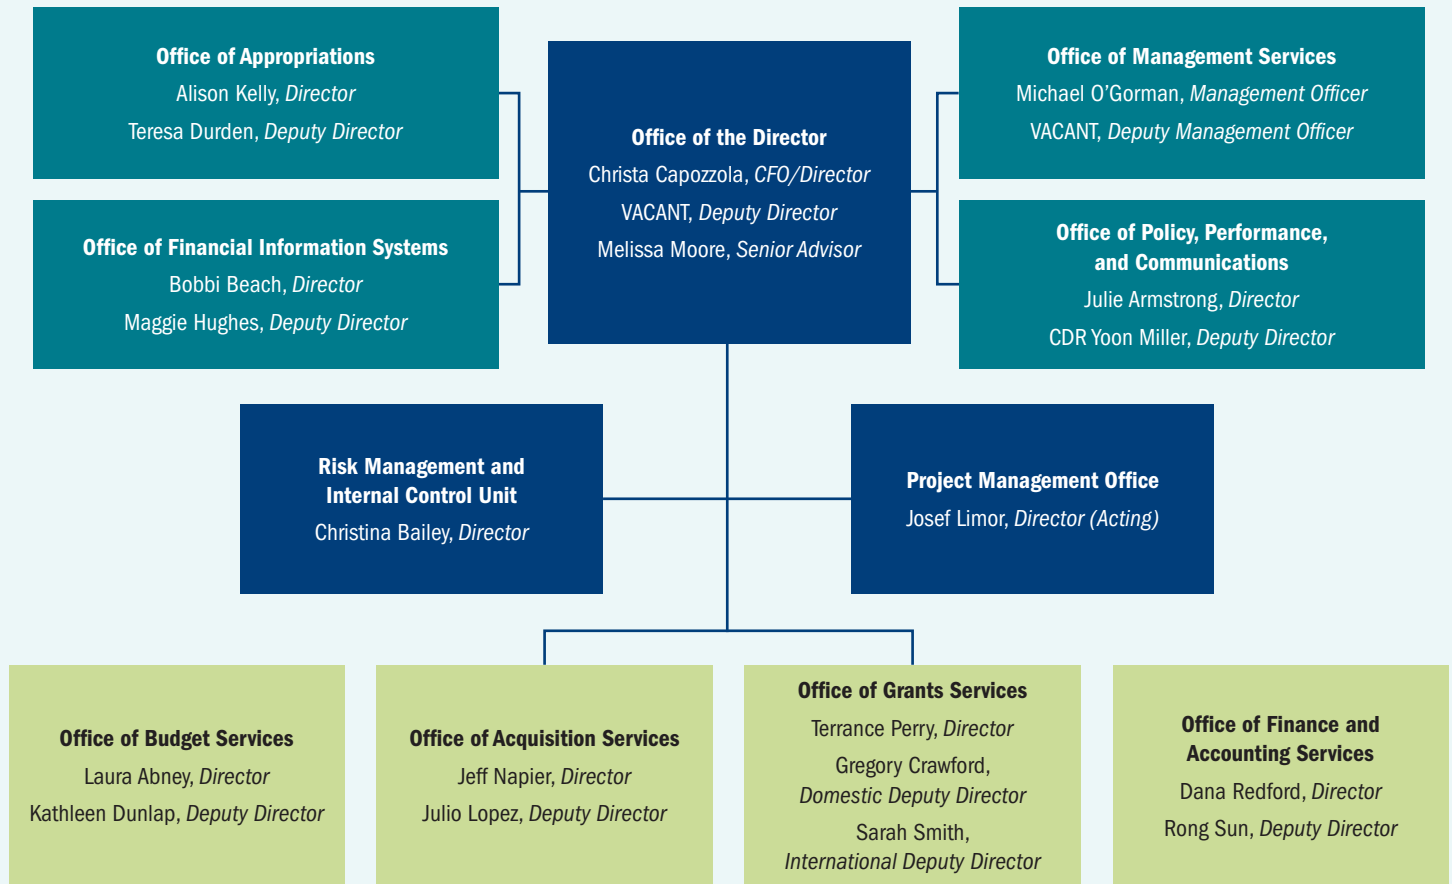 Office of Appropriations
Alison Kelly, Director
Teresa Durden, Deputy Director
Office of Financial Information Systems
Bobbi Beach, Director
Maggie Hughes, Deputy Director
Office of the Director
Christa Capozzola, CFO/Director
VACANT, Deputy Director
Melissa Moore, Senior Advisor
Office of Management Services
Michael O’Gorman, Management Officer
VACANT, Deputy Management Officer
Office of Policy, Performance,
and Communications
Julie Armstrong, Director
CDR Yoon Miller, Deputy Director
Risk Management and
Internal Control Unit
Christina Bailey, Director
Project Management Office
Josef Limor, Director (Acting)
Office of Budget Services
Laura Abney, Director
Kathleen Dunlap, Deputy Director
Office of Acquisition Services
Jeff Napier, Director
Julio Lopez, Deputy Director
Office of Grants Services
Terrance Perry, Director
Gregory Crawford,
Domestic Deputy Director
Sarah Smith,
International Deputy Director
Office of Finance and
Accounting Services
Dana Redford, Director
Rong Sun, Deputy Director